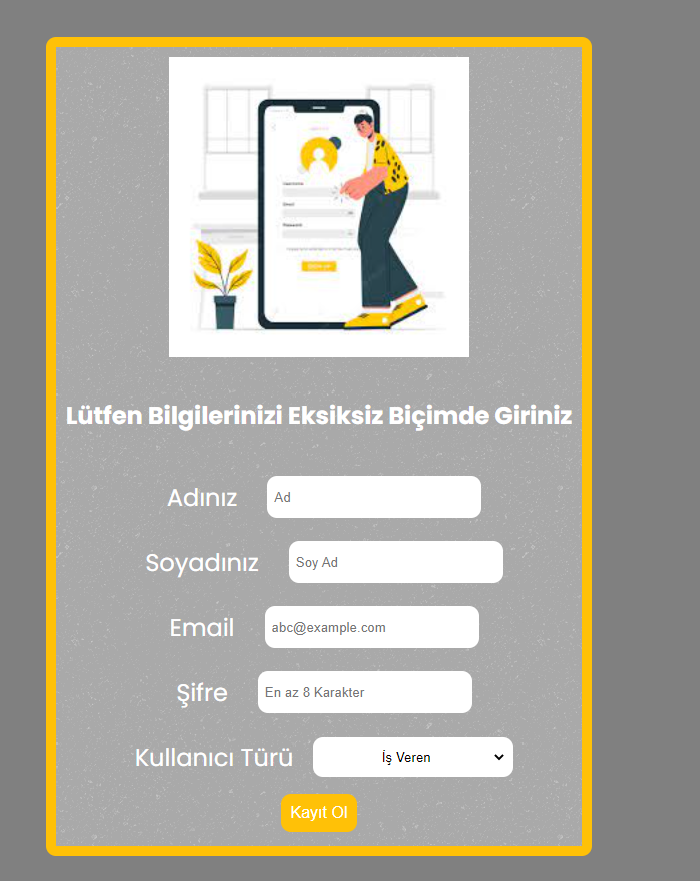 Lütfen Bilgilerinizi Eksiksiz Biçimde Giriniz
Adınız Ad
Soyadınız Soy Ad
Email abc@example.com
Şifre En az 8 Karakter
Kullanıcı Türü İş Veren
Kayıt Ol